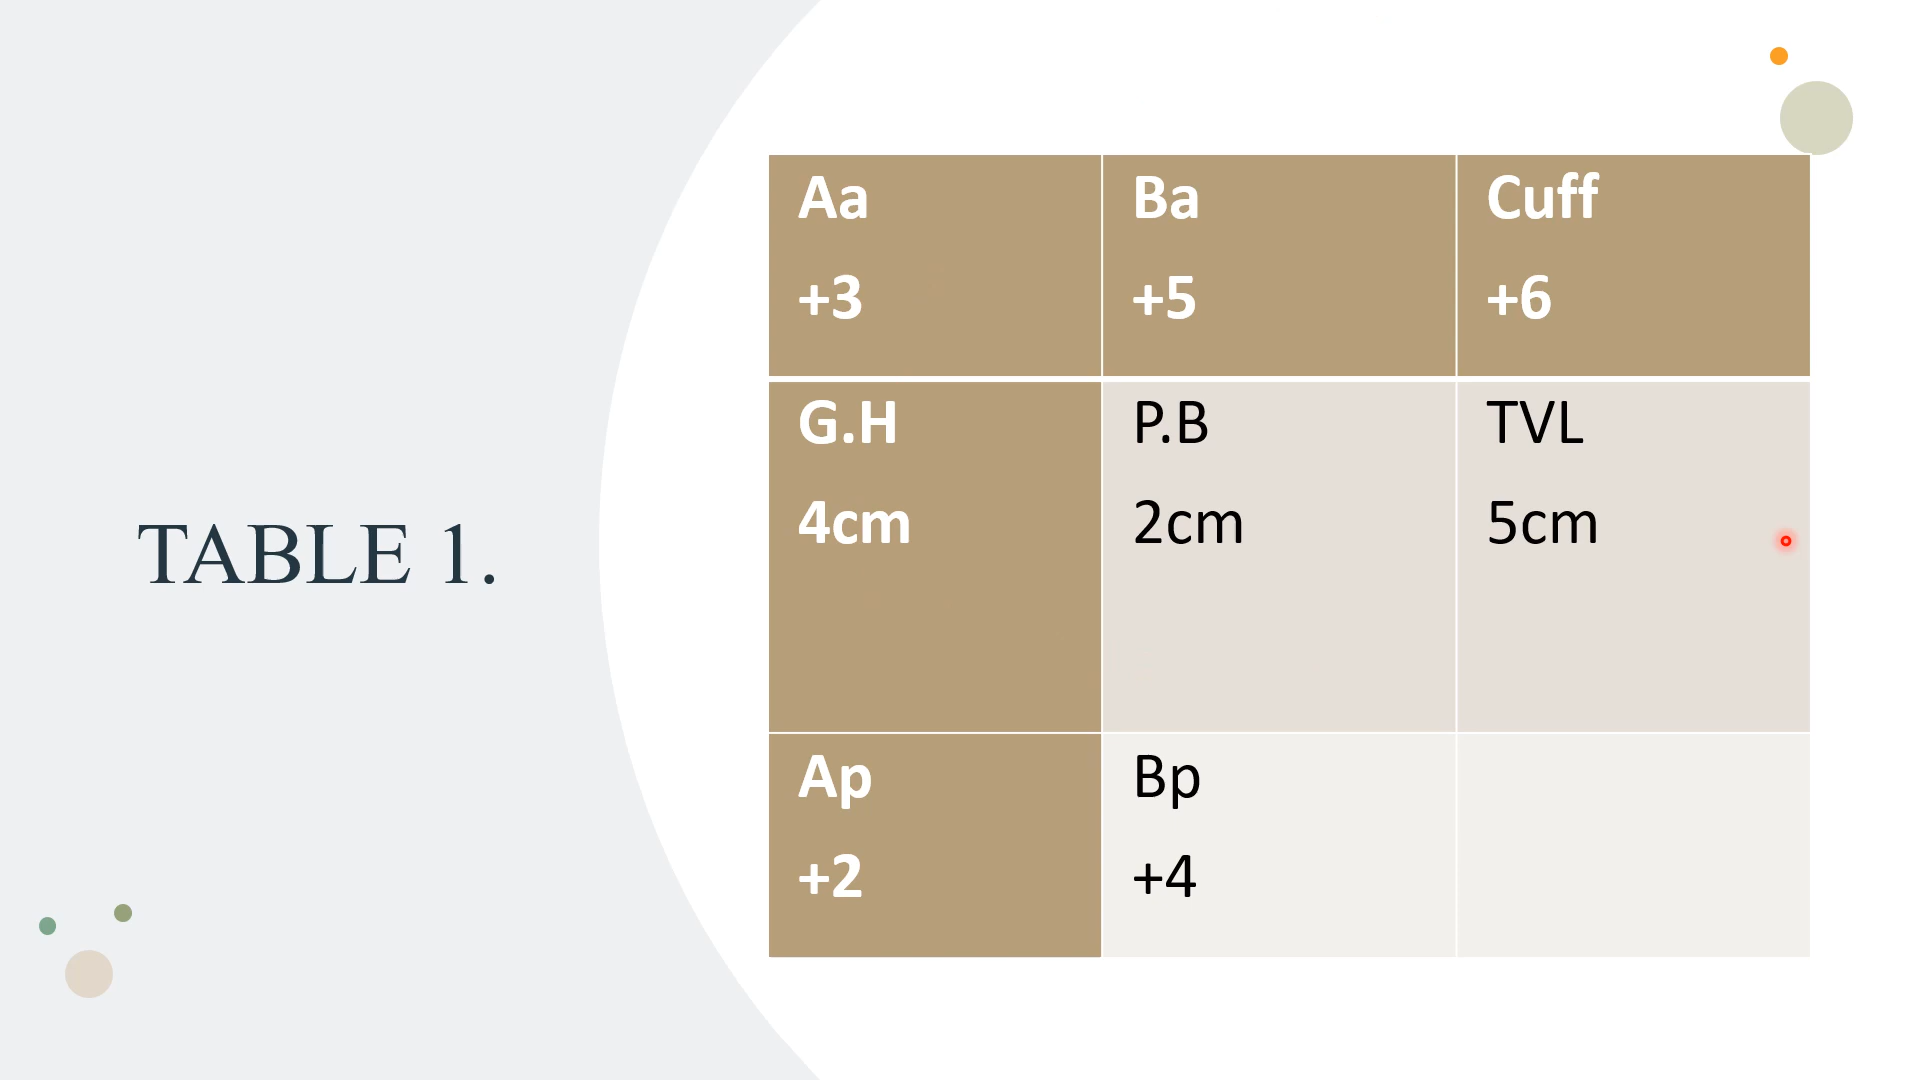 TABLE 1.
Aa
+3
Ba
+5
Cuff
+6
G.H
4cm
P.B
2cm
TVL
5cm
Ap
+2
Bp
+4